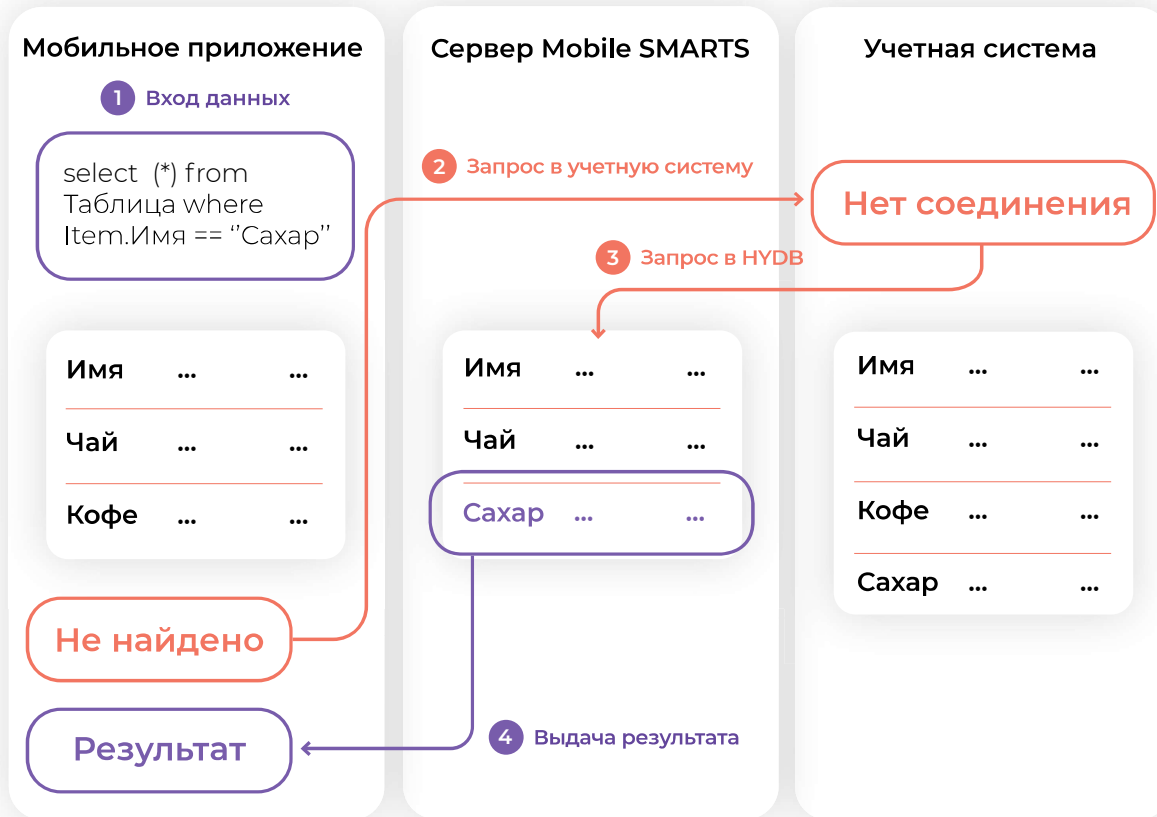 Мобильное приложение
1 Вход данных
select (*) from
Таблица where
Item.Имя == ‘’Сахар’’
Имя ... ...
Чай ... ...
Кофе ... ...
Не найдено
Результат
Сервер Mobile SMARTS
2 Запрос в учетную систему
3 Запрос в HYDB
Имя ... ...
Чай ... ...
Сахар ... ...
4 Выдача результата
Учетная система
Нет соединения
Имя ... ...
Чай ... ...
Кофе ... ...
Сахар ... ...